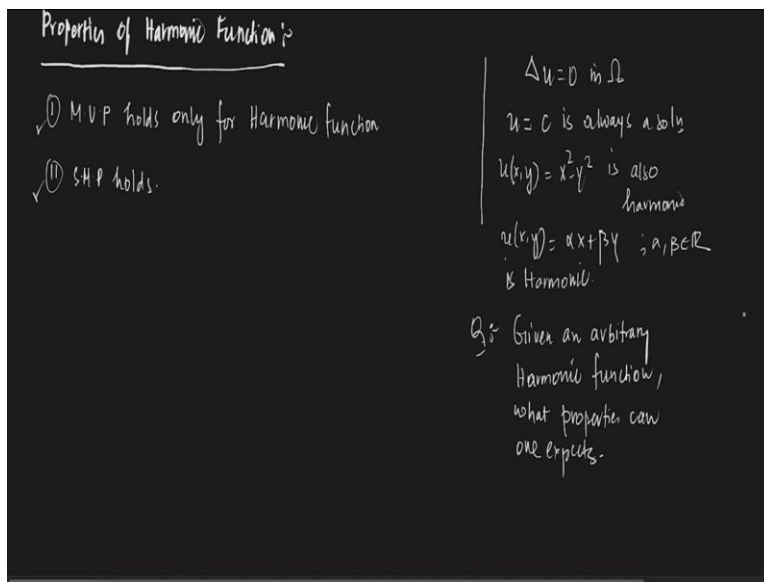 Properties of Harmonic Function :-
(I) M.V.P holds only for Harmonic function
(II) S.M.P holds.
Δu=0 in Ω
u = c is always a soln
u(x,y) = x²-y² is also
harmonic
u(x,y) = αx+βy ; α,β∈ℝ
is Harmonic.
Q:- Given an arbitrary
Harmonic function,
what properties can
one expects.